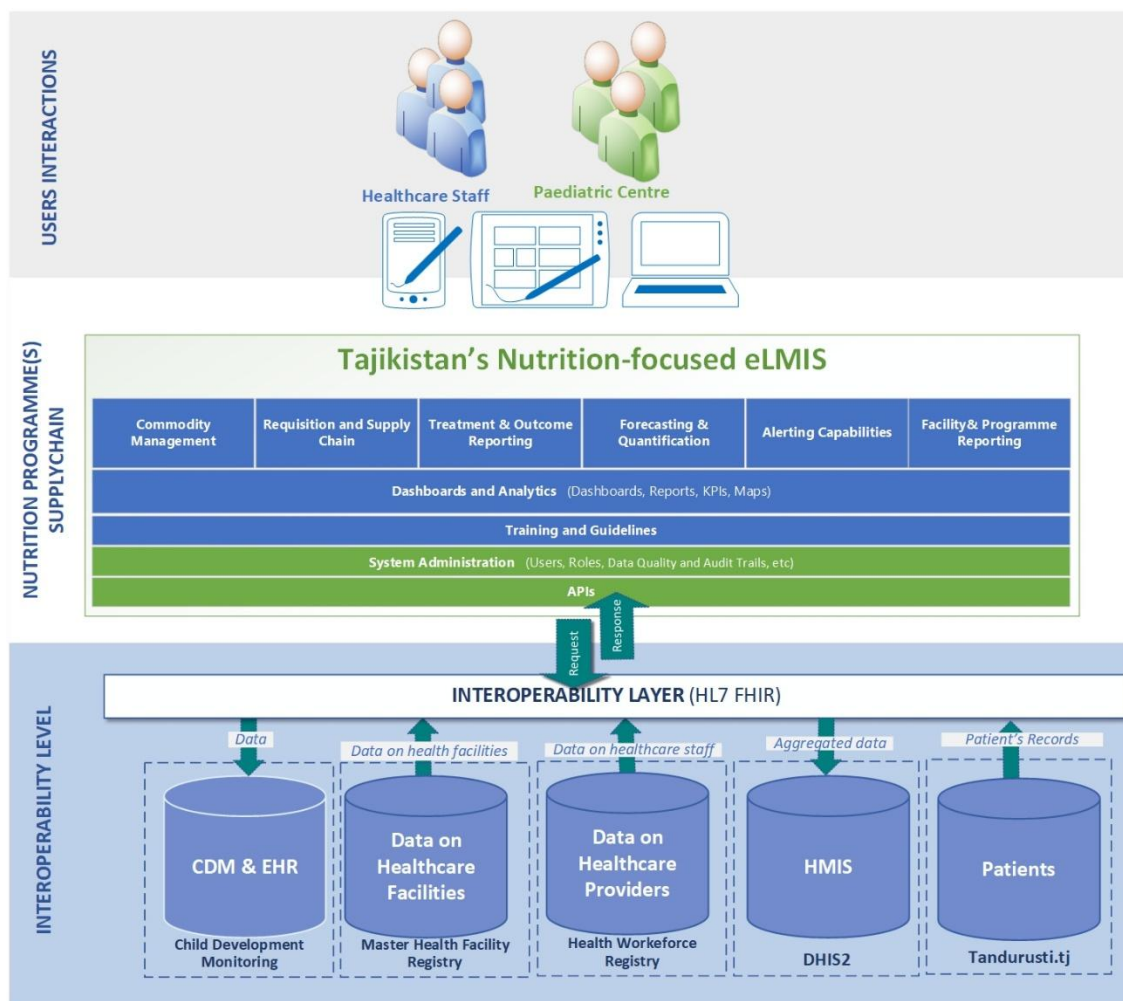 USERS INTERACTIONS
Healthcare Staff
Paediatric Centre
NUTRITION PROGRAMME(S)
SUPPLYCHAIN
Tajikistan's Nutrition-focused eLMIS
Commodity
Management
Requisition and Supply
Chain
Treatment & Outcome
Reporting
Forecasting &
Quantification
Alerting Capabilities
Facility& Programme
Reporting
Dashboards and Analytics (Dashboards, Reports, KPIs, Maps)
Training and Guidelines
System Administration (Users, Roles, Data Quality and Audit Trails, etc)
APIs
Request
Response
INTEROPERABILITY LEVEL
INTEROPERABILITY LAYER (HL7 FHIR)
Data
Data on health facilities
Data on healthcare staff
Aggregated data
Patient's Records
CDM & EHR
Data on
Healthcare
Facilities
Data on
Healthcare
Providers
HMIS
Patients
Child Development
Monitoring
Master Health Facility
Registry
Health Workeforce
Registry
DHIS2
Tandurusti.tj